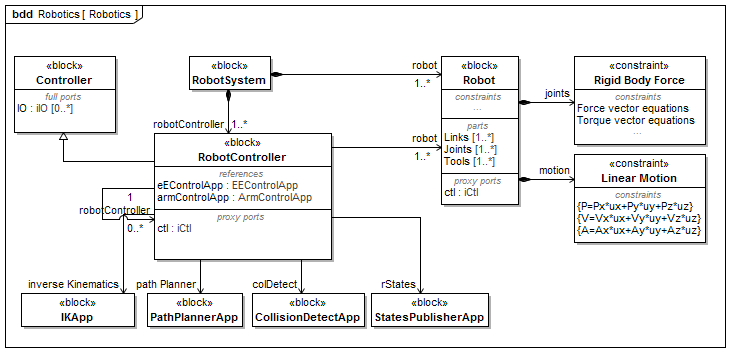 bdd Robotics [ Robotics ]
«block»
Controller
full ports
IO : iIO [0..*]
«block»
RobotSystem
robot
1..*
«block»
Robot
constraints
...
parts
Links [1..*]
Joints [1..*]
Tools [1..*]
proxy ports
ctl : iCtl
joints
«constraint»
Rigid Body Force
constraints
Force vector equations
Torque vector equations
...
motion
«constraint»
Linear Motion
constraints
{P=Px*ux+Py*uy+Pz*uz}
{V=Vx*ux+Vy*uy+Vz*uz}
{A=Ax*ux+Ay*uy+Az*uz}
robotController
1..*
«block»
RobotController
references
eEControlApp : EEControlApp
armControlApp : ArmControlApp
proxy ports
ctl : iCtl
robot
1..*
1
robotController
0..*
inverse Kinematics
path Planner
colDetect
rStates
«block»
IKApp
«block»
PathPlannerApp
«block»
CollisionDetectApp
«block»
StatesPublisherApp